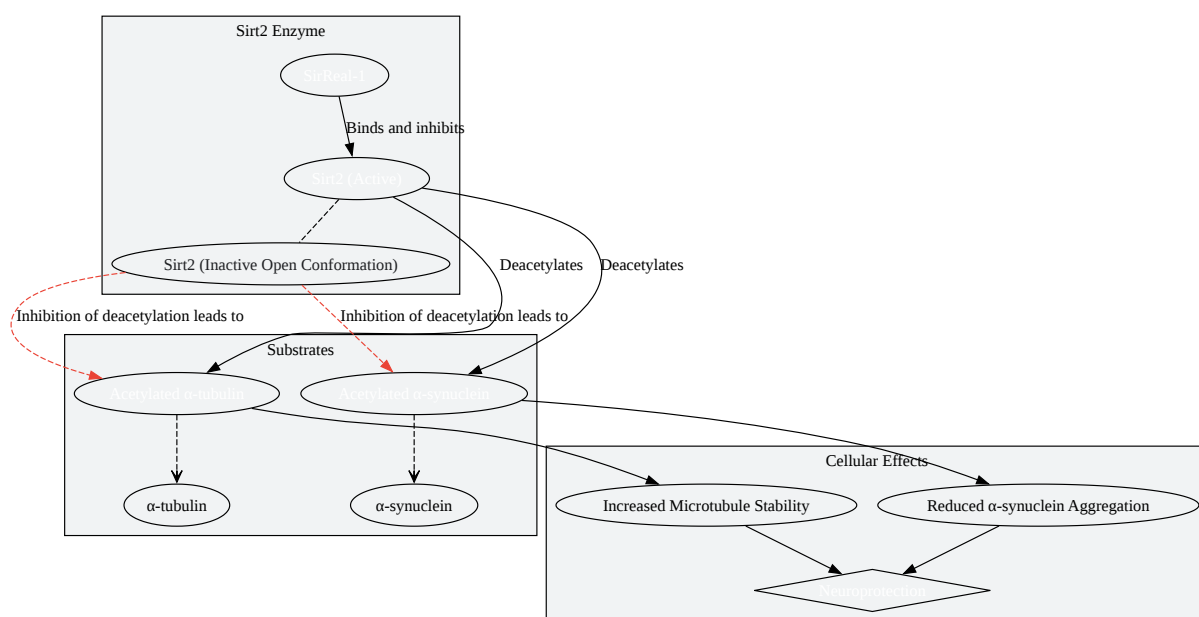 Sirt2 Enzyme
SirReal-1
Binds and inhibits
Sirt2 (Active)
Sirt2 (Inactive Open Conformation)
Deacetylates
Deacetylates
Inhibition of deacetylation leads to
Inhibition of deacetylation leads to
Substrates
Acetylated α-tubulin
Acetylated α-synuclein
α-tubulin
α-synuclein
Cellular Effects
Increased Microtubule Stability
Reduced α-synuclein Aggregation
Neuroprotection